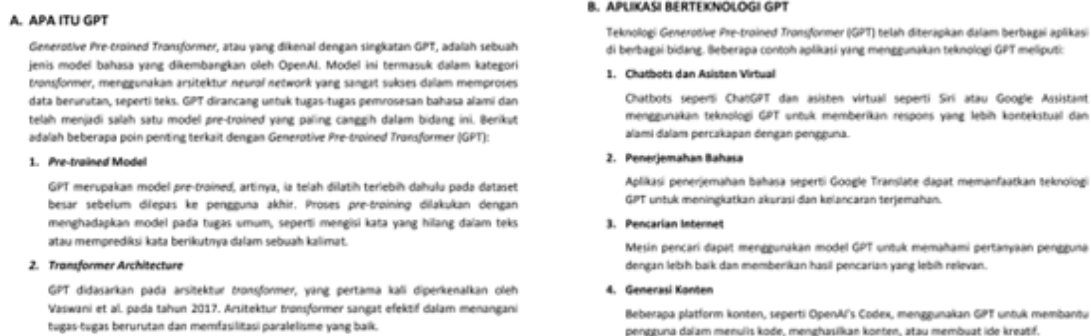 A. APA ITU GPT
Generative Pre-trained Transformer, atau yang dikenal dengan singkatan GPT, adalah sebuah
jenis model bahasa yang dikembangkan oleh OpenAI. Model ini termasuk dalam kategori
transformer, menggunakan arsitektur neural network yang sangat sukses dalam memproses
data berurutan, seperti teks. GPT dirancang untuk tugas-tugas pemrosesan bahasa alami dan
telah menjadi salah satu model pre-trained yang paling canggih dalam bidang ini. Berikut
adalah beberapa poin penting terkait dengan Generative Pre-trained Transformer (GPT):
1. Pre-trained Model
GPT merupakan model pre-trained, artinya, ia telah dilatih terlebih dahulu pada dataset
besar sebelum dilepas ke pengguna akhir. Proses pre-training dilakukan dengan
menghadapkan model pada tugas umum, seperti mengisi kata yang hilang dalam teks
atau memprediksi kata berikutnya dalam sebuah kalimat.
2. Transformer Architecture
GPT didasarkan pada arsitektur transformer, yang pertama kali diperkenalkan oleh
Vaswani et al. pada tahun 2017. Arsitektur transformer sangat efektif dalam menangani
tugas-tugas berurutan dan memfasilitasi paralelisme yang baik.
B. APLIKASI BERTEKNOLOGI GPT
Teknologi Generative Pre-trained Transformer (GPT) telah diterapkan dalam berbagai aplikasi
di berbagai bidang. Beberapa contoh aplikasi yang menggunakan teknologi GPT meliputi:
1. Chatbots dan Asisten Virtual
Chatbots seperti ChatGPT dan asisten virtual seperti Siri atau Google Assistant
menggunakan teknologi GPT untuk memberikan respons yang lebih kontekstual dan
alami dalam percakapan dengan pengguna.
2. Penerjemahan Bahasa
Aplikasi penerjemahan bahasa seperti Google Translate dapat memanfaatkan teknologi
GPT untuk meningkatkan akurasi dan kelancaran terjemahan.
3. Pencarian Internet
Mesin pencari dapat menggunakan model GPT untuk memahami pertanyaan pengguna
dengan lebih baik dan memberikan hasil pencarian yang lebih relevan.
4. Generasi Konten
Beberapa platform konten, seperti OpenAI's Codex, menggunakan GPT untuk membantu
pengguna dalam menulis kode, menghasilkan konten, atau membuat ide kreatif.